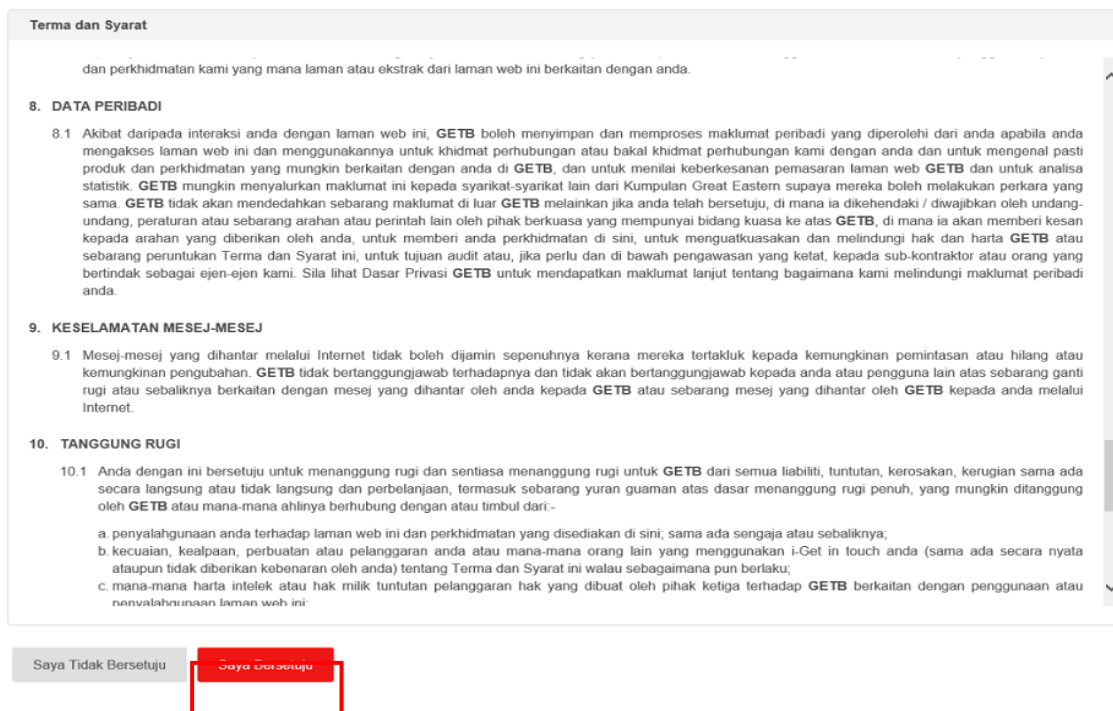 Terma dan Syarat
dan perkhidmatan kami yang mana laman atau ekstrak dari laman web ini berkaitan dengan anda.
8. DATA PERIBADI
8.1 Akibat daripada interaksi anda dengan laman web ini, GETB boleh menyimpan dan memproses maklumat peribadi yang diperolehi dari anda apabila anda
mengakses laman web ini dan menggunakannya untuk khidmat perhubungan atau bakal khidmat perhubungan kami dengan anda dan untuk mengenal pasti
produk dan perkhidmatan yang mungkin berkaitan dengan anda di GETB, dan untuk menilai keberkesanan pemasaran laman web GETB dan untuk analisa
statistik. GETB mungkin menyalurkan maklumat ini kepada syarikat-syarikat lain dari Kumpulan Great Eastern supaya mereka boleh melakukan perkara yang
sama. GETB tidak akan mendedahkan sebarang maklumat di luar GETB melainkan jika anda telah bersetuju, di mana ia dikehendaki / diwajibkan oleh undang-
undang, peraturan atau sebarang arahan atau perintah lain oleh pihak berkuasa yang mempunyai bidang kuasa ke atas GETB, di mana ia akan memberi kesan
kepada arahan yang diberikan oleh anda, untuk memberi anda perkhidmatan di sini, untuk menguatkuasakan dan melindungi hak dan harta GETB atau
sebarang peruntukan Terma dan Syarat ini, untuk tujuan audit atau, jika perlu dan di bawah pengawasan yang ketat, kepada sub-kontraktor atau orang yang
bertindak sebagai ejen-ejen kami. Sila lihat Dasar Privasi GETB untuk mendapatkan maklumat lanjut tentang bagaimana kami melindungi maklumat peribadi
anda.
9. KESELAMATAN MESEJ-MESEJ
9.1 Mesej-mesej yang dihantar melalui Internet tidak boleh dijamin sepenuhnya kerana mereka tertakluk kepada kemungkinan pemintasan atau hilang atau
kemungkinan pengubahan. GETB tidak bertanggungjawab terhadapnya dan tidak akan bertanggungjawab kepada anda atau pengguna lain atas sebarang ganti
rugi atau sebaliknya berkaitan dengan mesej yang dihantar oleh anda kepada GETB atau sebarang mesej yang dihantar oleh GETB kepada anda melalui
Internet.
10. TANGGUNG RUGI
10.1 Anda dengan ini bersetuju untuk menanggung rugi dan sentiasa menanggung rugi untuk GETB dari semua liabiliti, tuntutan, kerosakan, kerugian sama ada
secara langsung atau tidak langsung dan perbelanjaan, termasuk sebarang yuran guaman atas dasar menanggung rugi penuh, yang mungkin ditanggung
oleh GETB atau mana-mana ahlinya berhubung dengan atau timbul dari:-
a. penyalahgunaan anda terhadap laman web ini dan perkhidmatan yang disediakan di sini; sama ada sengaja atau sebaliknya;
b. kecuaian, kealpaan, perbuatan atau pelanggaran anda atau mana-mana orang lain yang menggunakan i-Get in touch anda (sama ada secara nyata
ataupun tidak diberikan kebenaran oleh anda) tentang Terma dan Syarat ini walau sebagaimana pun berlaku;
c. mana-mana harta intelek atau hak milik tuntutan pelanggaran hak yang dibuat oleh pihak ketiga terhadap GETB berkaitan dengan penggunaan atau
penyalahgunaan laman web ini;
Saya Tidak Bersetuju
Saya Bersetuju